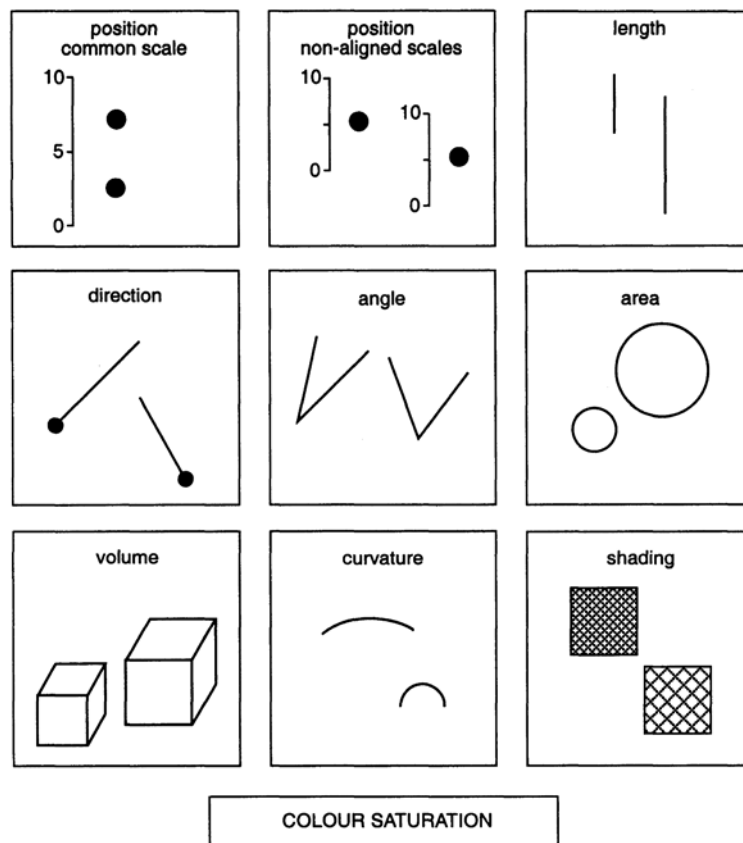 position
common scale
10
5
0
position
non-aligned scales
10
0
10
0
length
direction
angle
area
volume
curvature
shading
COLOUR SATURATION